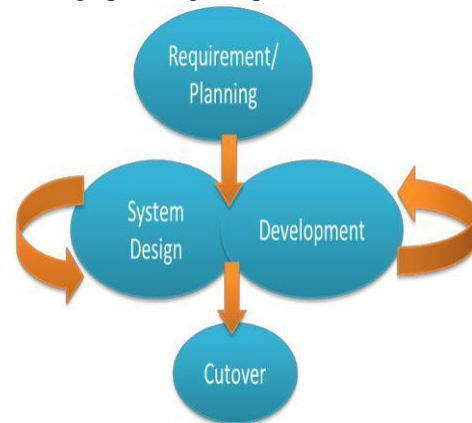 Requirement/
Planning
System
Design
Development
Cutover